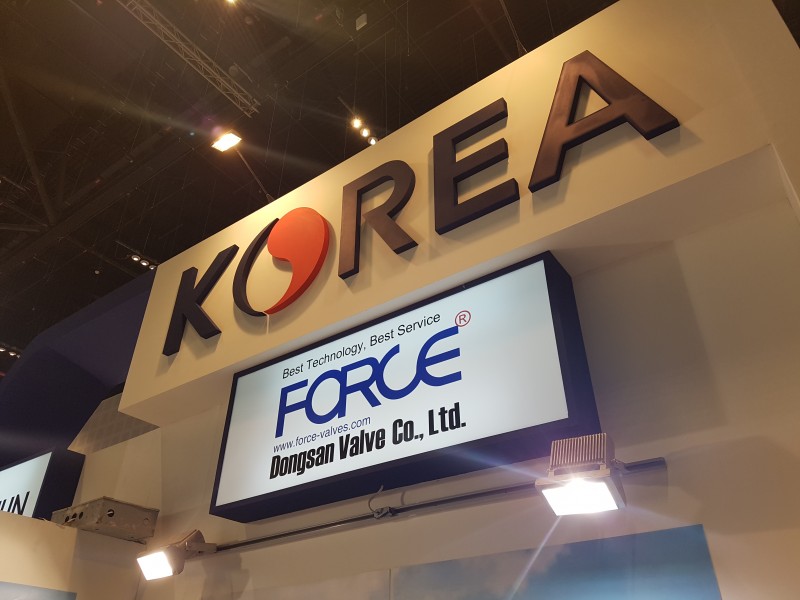 KOREA
Best Technology, Best Service
FORCE®
www.force-valves.com
Dongsan Valve Co., Ltd.